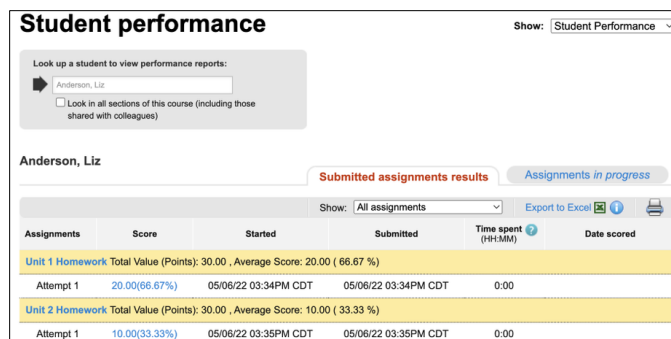 Student performance
Show: Student Performance
Look up a student to view performance reports:
Anderson, Liz
Look in all sections of this course (including those
shared with colleagues)
Anderson, Liz
Submitted assignments results
Assignments in progress
Show: All assignments
Export to Excel
Assignments Score Started Submitted Time spent (HH:MM) Date scored
Unit 1 Homework Total Value (Points): 30.00 , Average Score: 20.00 ( 66.67 %)
Attempt 1 20.00(66.67%) 05/06/22 03:34PM CDT 05/06/22 03:34PM CDT 0:00
Unit 2 Homework Total Value (Points): 30.00 , Average Score: 10.00 ( 33.33 %)
Attempt 1 10.00(33.33%) 05/06/22 03:35PM CDT 05/06/22 03:35PM CDT 0:00